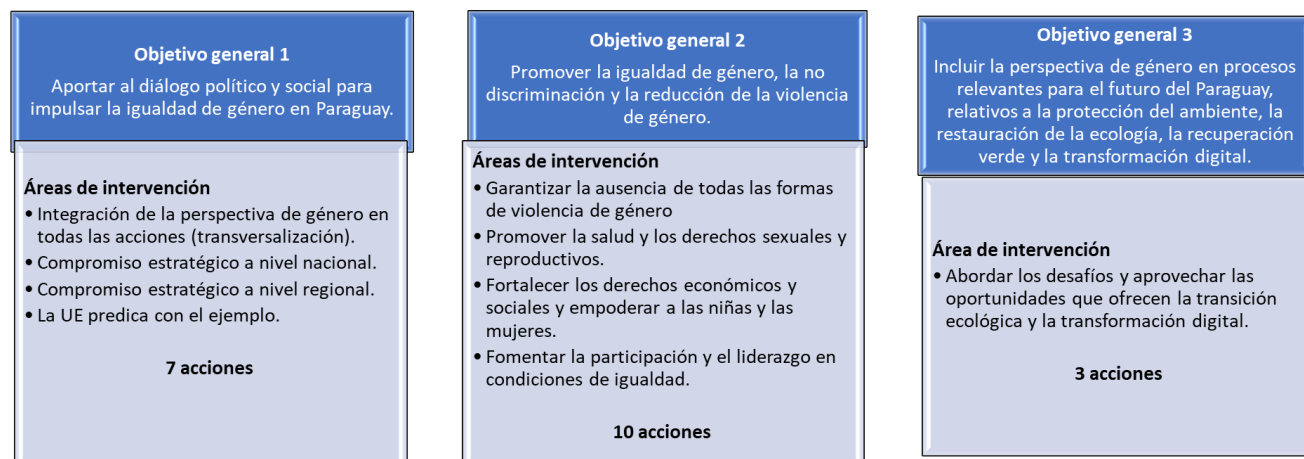 Objetivo general 1
Aportar al diálogo político y social para
impulsar la igualdad de género en Paraguay.
Áreas de intervención
• Integración de la perspectiva de género en
todas las acciones (transversalización).
• Compromiso estratégico a nivel nacional.
• Compromiso estratégico a nivel regional.
• La UE predica con el ejemplo.
7 acciones
Objetivo general 2
Promover la igualdad de género, la no
discriminación y la reducción de la violencia
de género.
Áreas de intervención
• Garantizar la ausencia de todas las formas
de violencia de género
• Promover la salud y los derechos sexuales y
reproductivos.
• Fortalecer los derechos económicos y
sociales y empoderar a las niñas y las
mujeres.
• Fomentar la participación y el liderazgo en
condiciones de igualdad.
10 acciones
Objetivo general 3
Incluir la perspectiva de género en procesos
relevantes para el futuro del Paraguay,
relativos a la protección del ambiente, la
restauración de la ecología, la recuperación
verde y la transformación digital.
Área de intervención
• Abordar los desafíos y aprovechar las
oportunidades que ofrecen la transición
ecológica y la transformación digital.
3 acciones